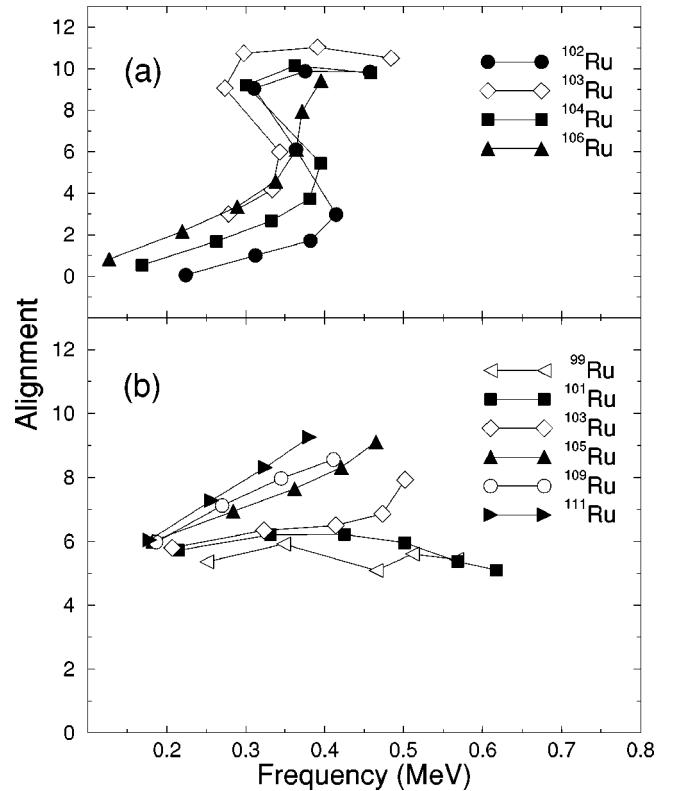 12
10
8
6
4
2
0
(a)
¹⁰²Ru
¹⁰³Ru
¹⁰⁴Ru
¹⁰⁶Ru
Alignment
12
10
8
6
4
2
0
(b)
⁹⁹Ru
¹⁰¹Ru
¹⁰³Ru
¹⁰⁵Ru
¹⁰⁹Ru
¹¹¹Ru
0.2 0.3 0.4 0.5 0.6 0.7 0.8
Frequency (MeV)